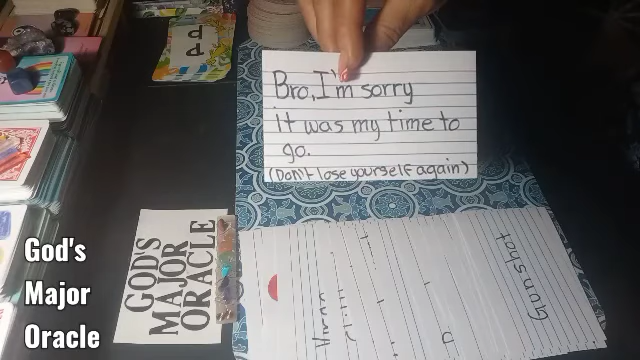 Bro, I'm sorry
It was my time to
go.
(Don't lose yourself again)
GOD'S
MAJOR
ORACLE
Gunshot
God's
Major
Oracle